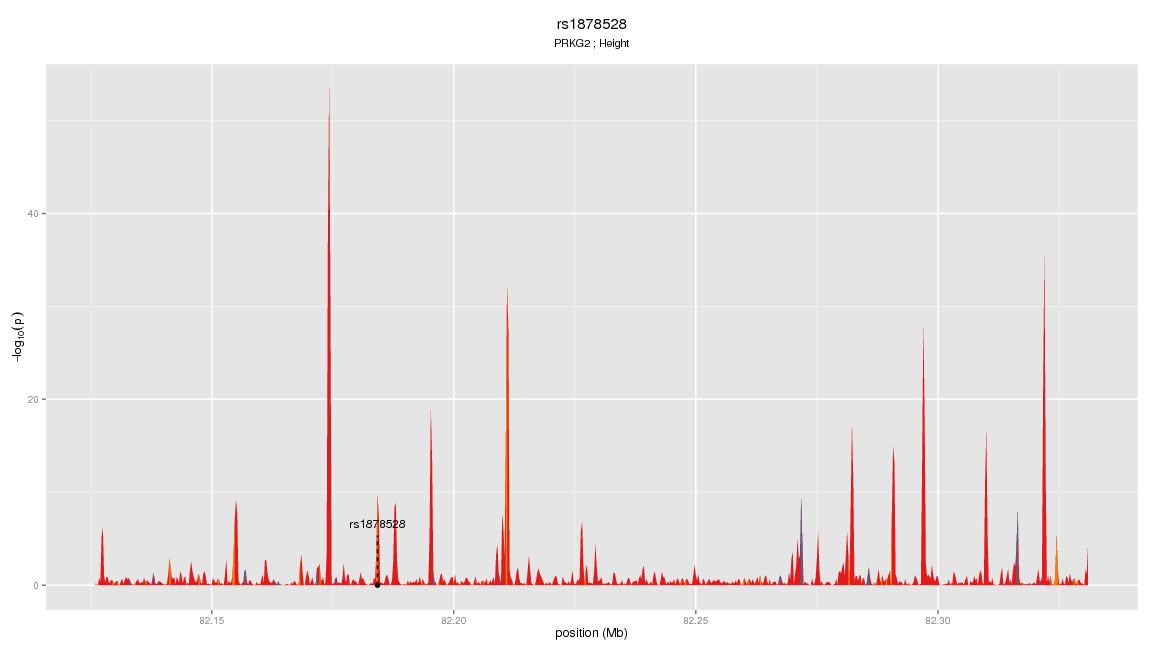 rs1878528
PRKG2 ; Height
−log10(p)
40
20
0
rs1878528
82.15 82.20 82.25 82.30
position (Mb)